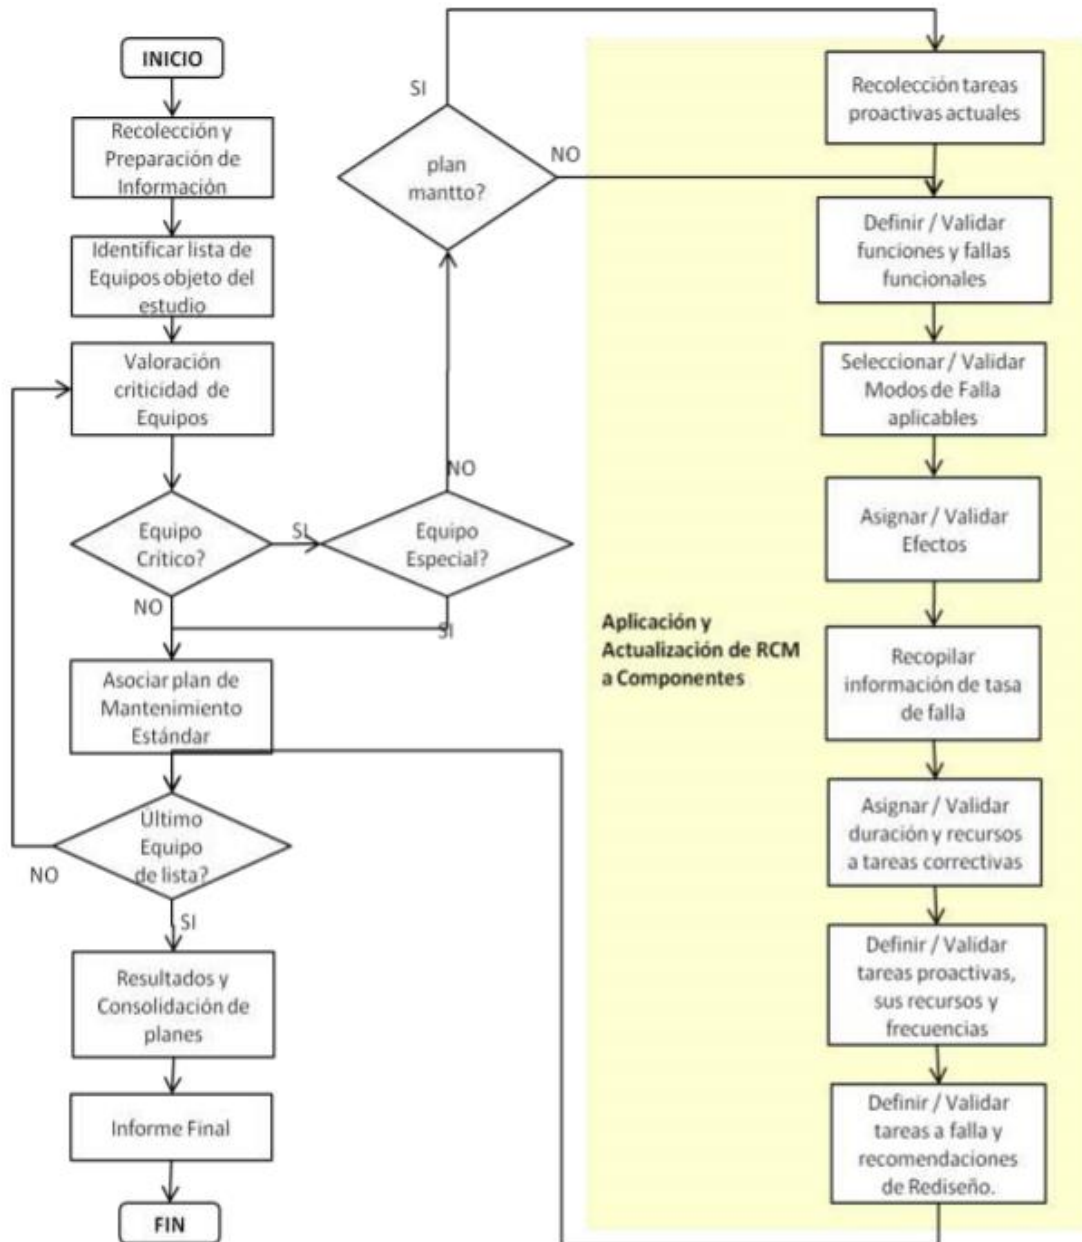 INICIO
Recolección y
Preparación de
Información
Identificar lista de
Equipos objeto del
estudio
Valoración
criticidad de
Equipos
Equipo
Crítico?
SI
NO
Equipo
Especial?
NO
SI
plan
mantto?
SI
NO
Asociar plan de
Mantenimiento
Estándar
Último
Equipo
de lista?
NO
SI
Resultados y
Consolidación de
planes
Informe Final
FIN
Aplicación y
Actualización de RCM
a Componentes
Recolección tareas
proactivas actuales
Definir / Validar
funciones y fallas
funcionales
Seleccionar / Validar
Modos de Falla
aplicables
Asignar / Validar
Efectos
Recopilar
información de tasa
de falla
Asignar / Validar
duración y recursos
a tareas correctivas
Definir / Validar
tareas proactivas,
sus recursos y
frecuencias
Definir / Validar
tareas a falla y
recomendaciones
de Rediseño.